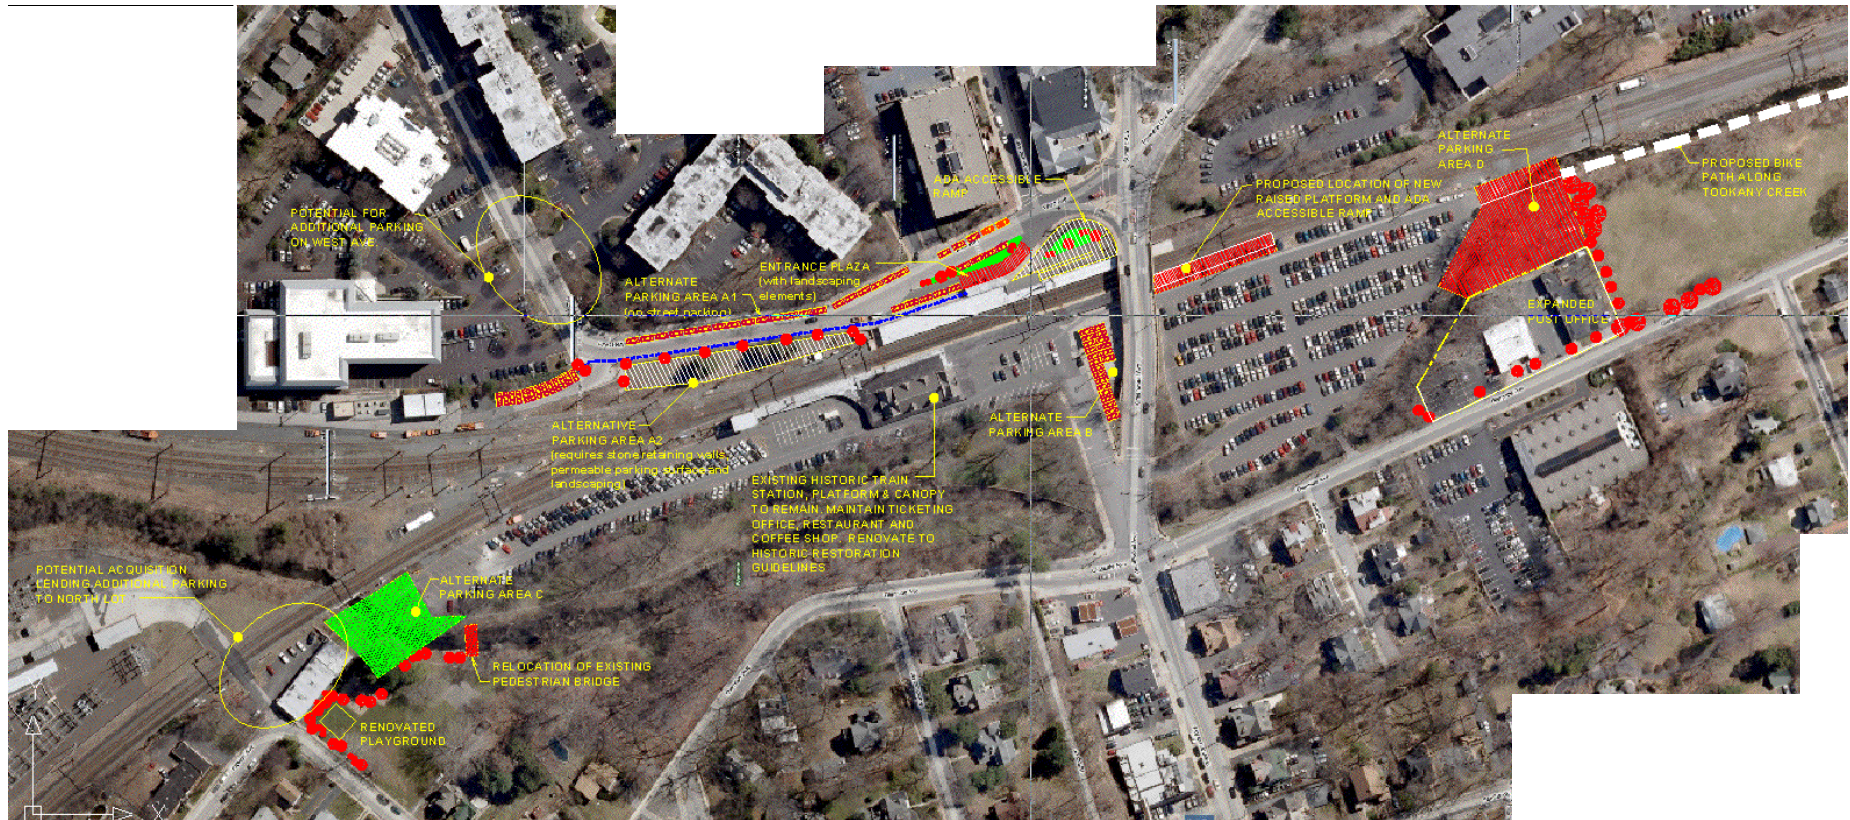 POTENTIAL FOR
ADDITIONAL PARKING
ON WEST AVE.
ALTERNATE
PARKING AREA A1
(on street parking)
ENTRANCE PLAZA
(with landscaping
elements)
ADA ACCESSIBLE
RAMP
PROPOSED LOCATION OF NEW
RAISED PLATFORM AND ADA
ACCESSIBLE RAMP
ALTERNATE
PARKING
AREA D
PROPOSED BIKE
PATH ALONG
TOOKANY CREEK
EXPANDED
POST OFFICE
ALTERNATIVE
PARKING AREA A2
(requires stone retaining walls,
permeable parking surface and
landscaping)
ALTERNATE
PARKING AREA B
EXISTING HISTORIC TRAIN
STATION, PLATFORM & CANOPY
TO REMAIN. MAINTAIN TICKETING
OFFICE, RESTAURANT AND
COFFEE SHOP. RENOVATE TO
HISTORIC RESTORATION
GUIDELINES
POTENTIAL ACQUISITION
LENDING ADDITIONAL PARKING
TO NORTH LOT
ALTERNATE
PARKING AREA C
RELOCATION OF EXISTING
PEDESTRIAN BRIDGE
RENOVATED
PLAYGROUND
X